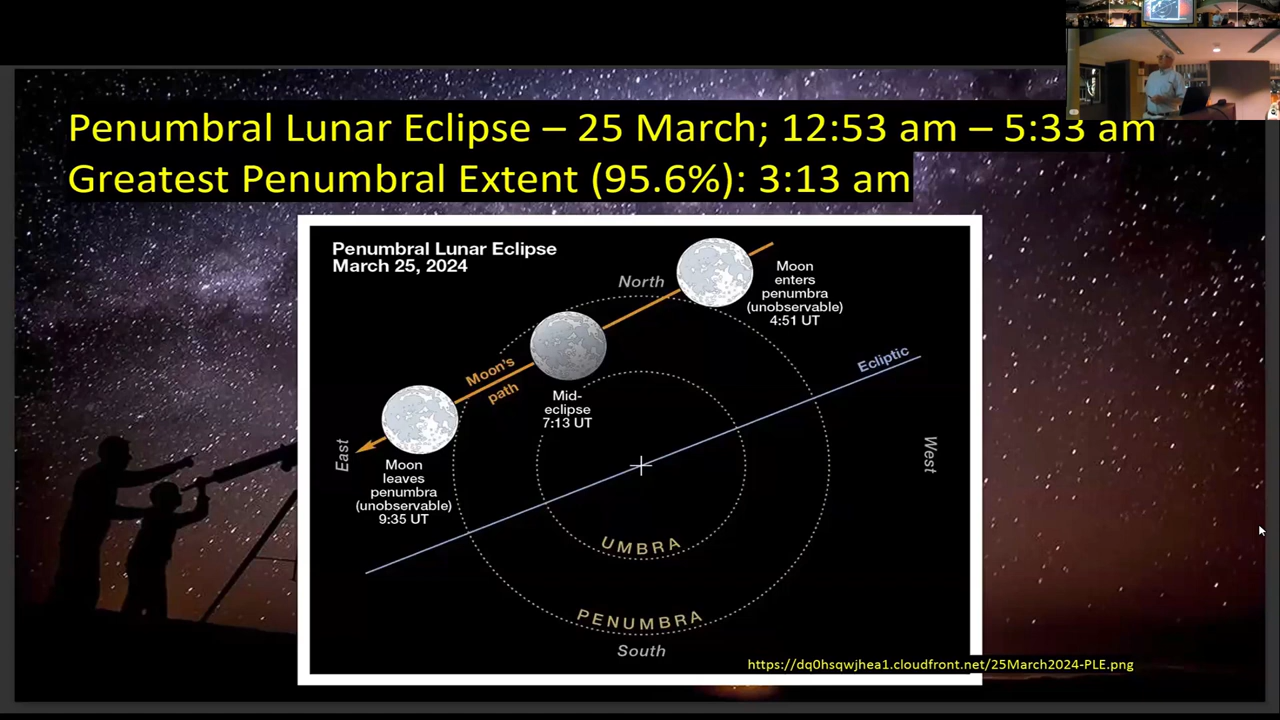 Penumbral Lunar Eclipse – 25 March; 12:53 am – 5:33 am
Greatest Penumbral Extent (95.6%): 3:13 am
Penumbral Lunar Eclipse
March 25, 2024
North
Moon
enters
penumbra
(unobservable)
4:51 UT
Ecliptic
Moon's
path
Mid-
eclipse
7:13 UT
East
West
Moon
leaves
penumbra
(unobservable)
9:35 UT
UMBRA
PENUMBRA
South
https://dq0hsqwjhea1.cloudfront.net/25March2024-PLE.png